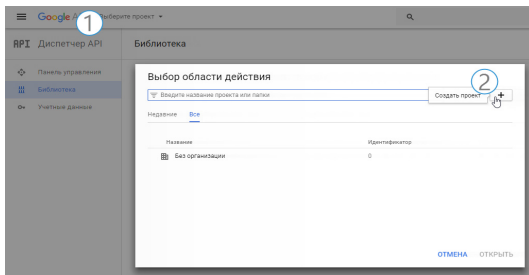 Google
1
Выберите проект
API Диспетчер API
Библиотека
Панель управления
Библиотека
Учетные данные
Выбор области действия
2
Введите название проекта или папки
Создать проект
+
Недавние Все
Название Идентификатор
Без организации 0
ОТМЕНА ОТКРЫТЬ